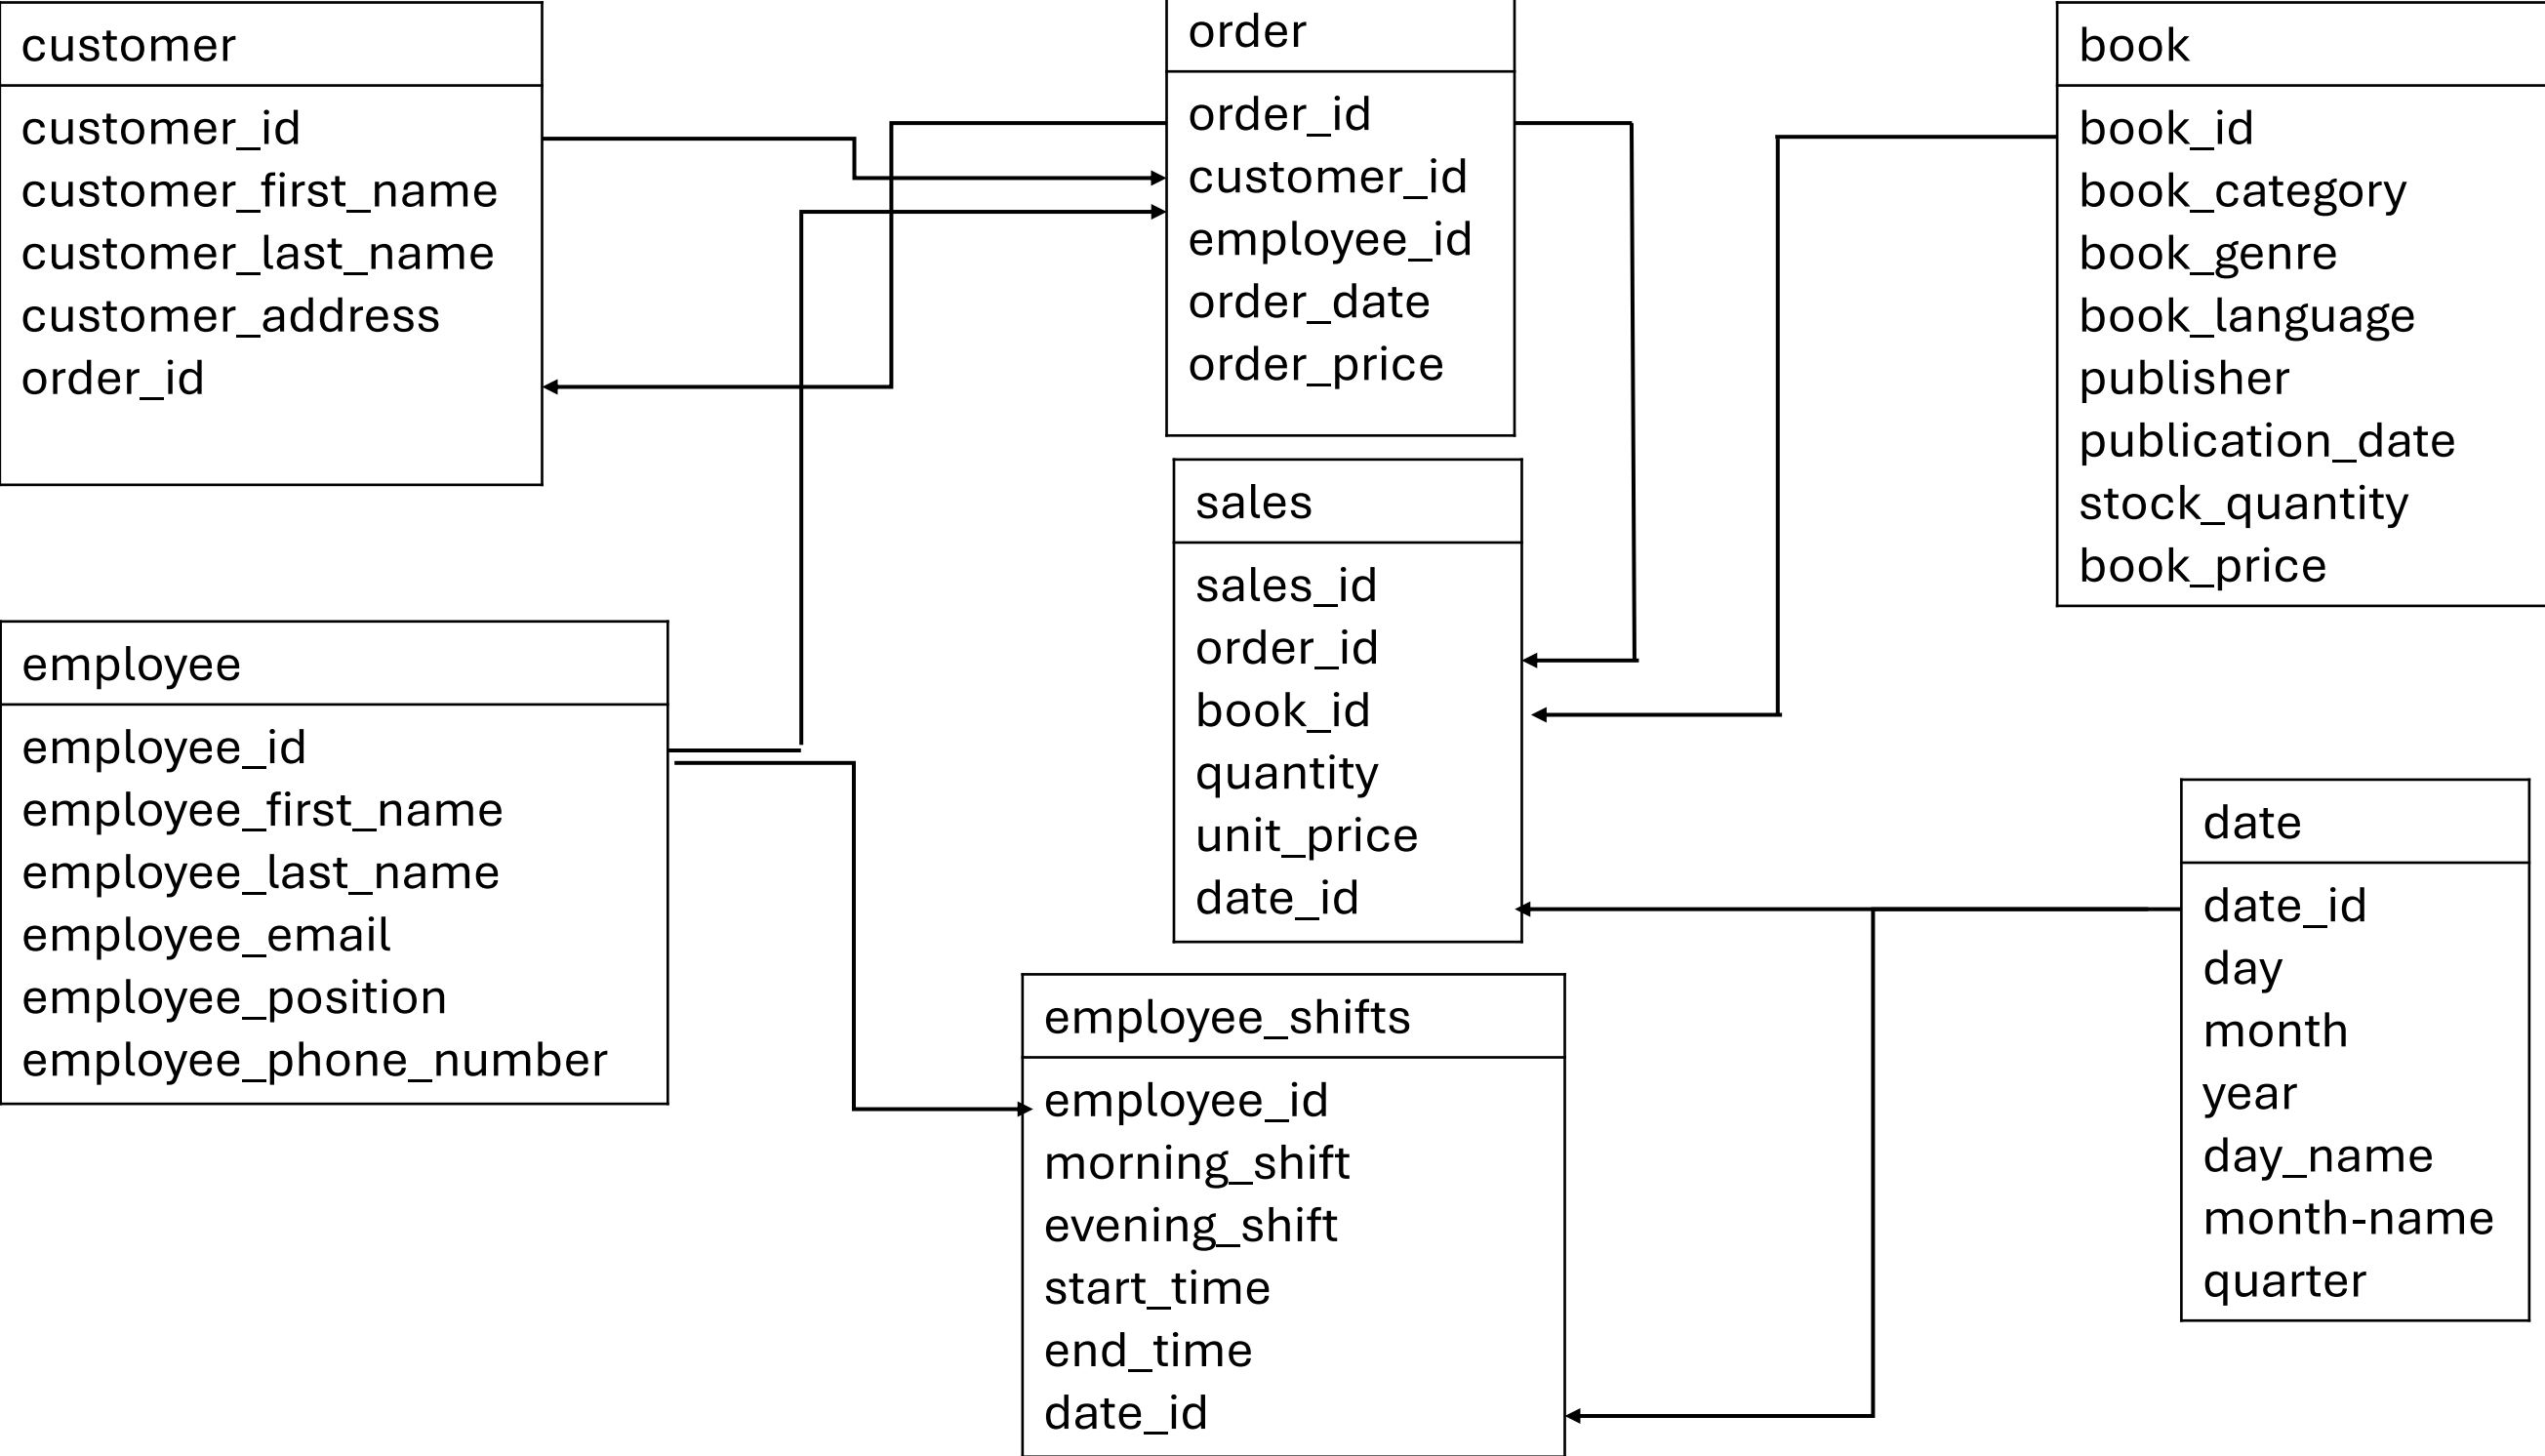 customer
customer_id
customer_first_name
customer_last_name
customer_address
order_id
order
order_id
customer_id
employee_id
order_date
order_price
book
book_id
book_category
book_genre
book_language
publisher
publication_date
stock_quantity
book_price
sales
sales_id
order_id
book_id
quantity
unit_price
date_id
employee
employee_id
employee_first_name
employee_last_name
employee_email
employee_position
employee_phone_number
employee_shifts
employee_id
morning_shift
evening_shift
start_time
end_time
date_id
date
date_id
day
month
year
day_name
month-name
quarter